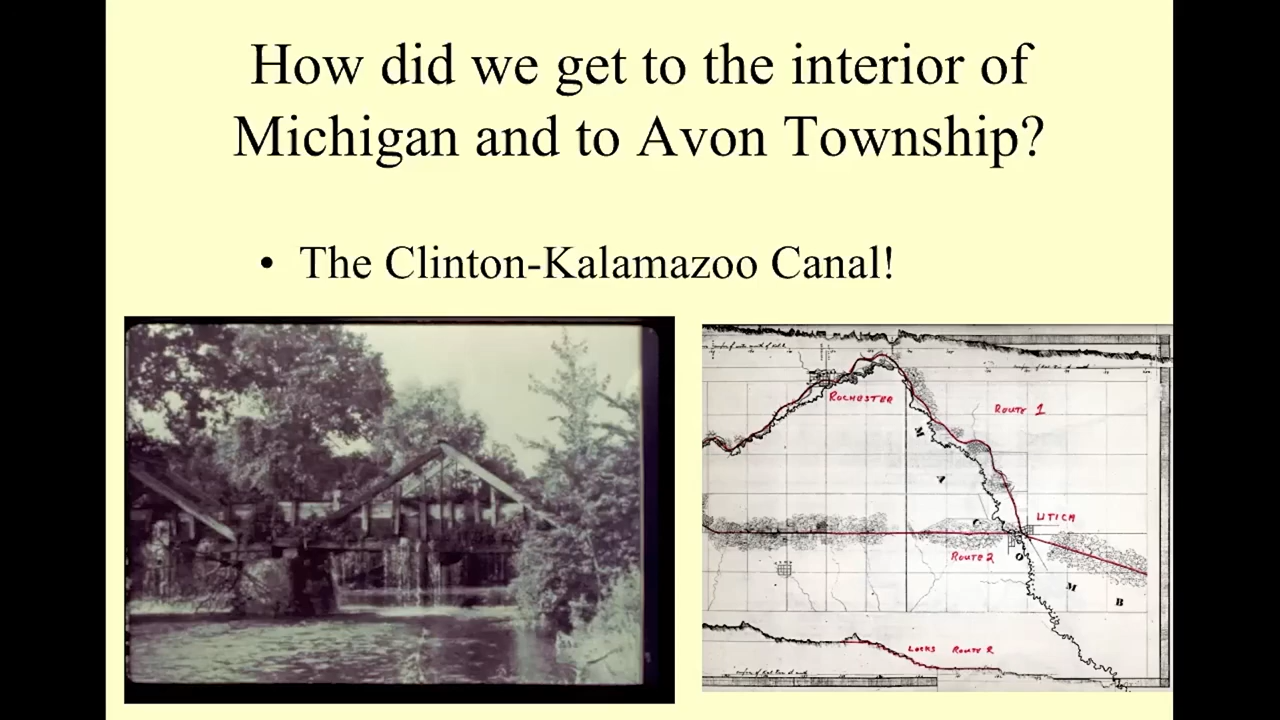 How did we get to the interior of
Michigan and to Avon Township?
• The Clinton-Kalamazoo Canal!
ROCHESTER
ROUTE 1
M
A
C
UTICA
ROUTE 2
O
M
B
LOCKS ROUTE 2